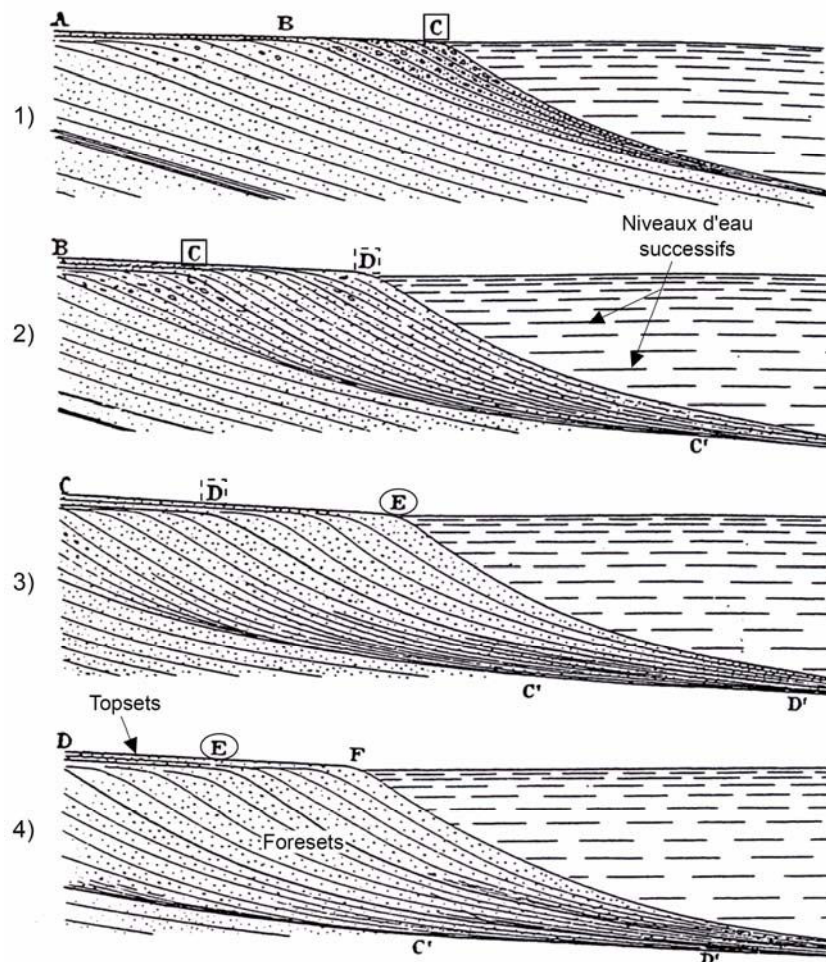 A B C
1)
Niveaux d'eau
successifs
B C D
2)
C'
C D E
3)
C' D'
Topsets
D E F
4)
Foresets
C' D'